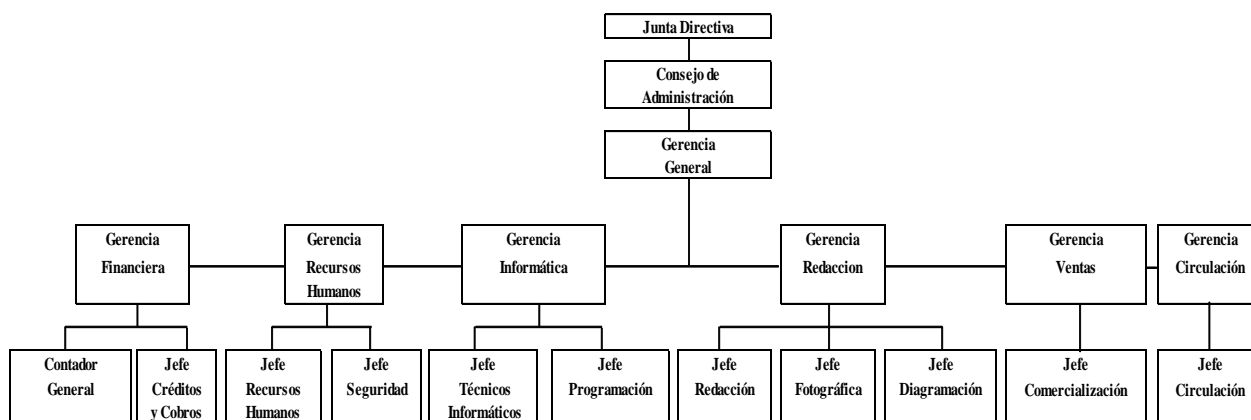 Junta Directiva
Consejo de
Administración
Gerencia
General
Gerencia
Financiera
Gerencia
Recursos
Humanos
Gerencia
Informática
Gerencia
Redaccion
Gerencia
Ventas
Gerencia
Circulación
Contador
General
Jefe
Créditos
y Cobros
Jefe
Recursos
Humanos
Jefe
Seguridad
Jefe
Técnicos
Informáticos
Jefe
Programación
Jefe
Redacción
Jefe
Fotográfica
Jefe
Diagramación
Jefe
Comercialización
Jefe
Circulación